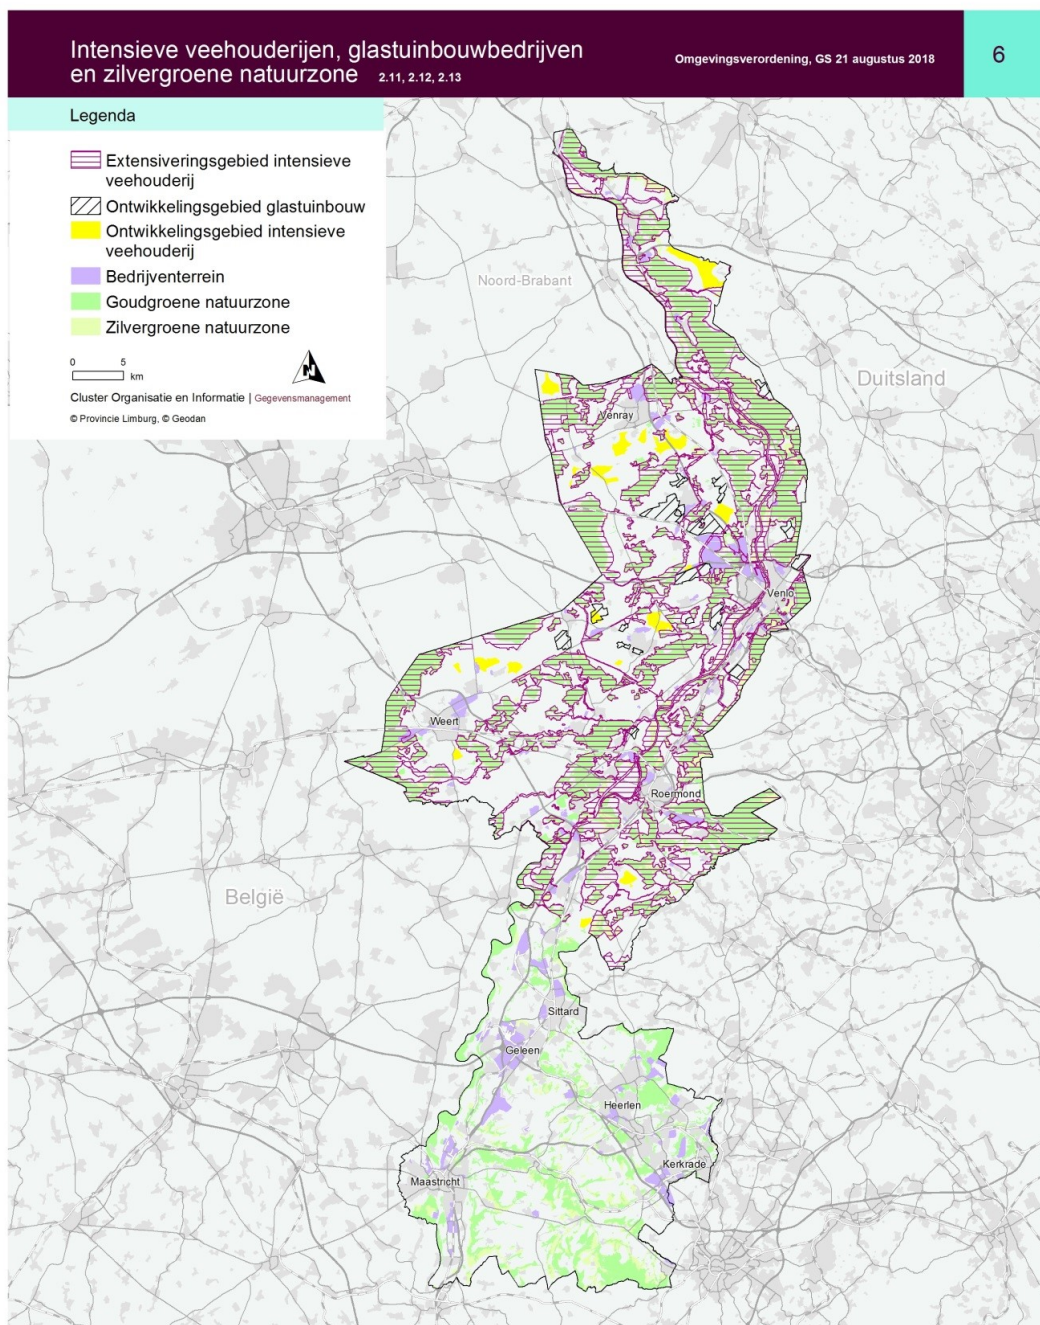 Intensieve veehouderijen, glastuinbouwbedrijven
en zilvergroene natuurzone 2.11, 2.12, 2.13
Omgevingsverordening, GS 21 augustus 2018
6
Legenda
Extensiveringsgebied intensieve
veehouderij
Ontwikkelingsgebied glastuinbouw
Ontwikkelingsgebied intensieve
veehouderij
Bedrijventerrein
Goudgroene natuurzone
Zilvergroene natuurzone
0 5
km
N
Cluster Organisatie en Informatie | Gegevensmanagement
© Provincie Limburg, © Geodan
Noord-Brabant
Duitsland
Venray
Venlo
Weert
Roermond
België
Sittard
Geleen
Heerlen
Kerkrade
Maastricht